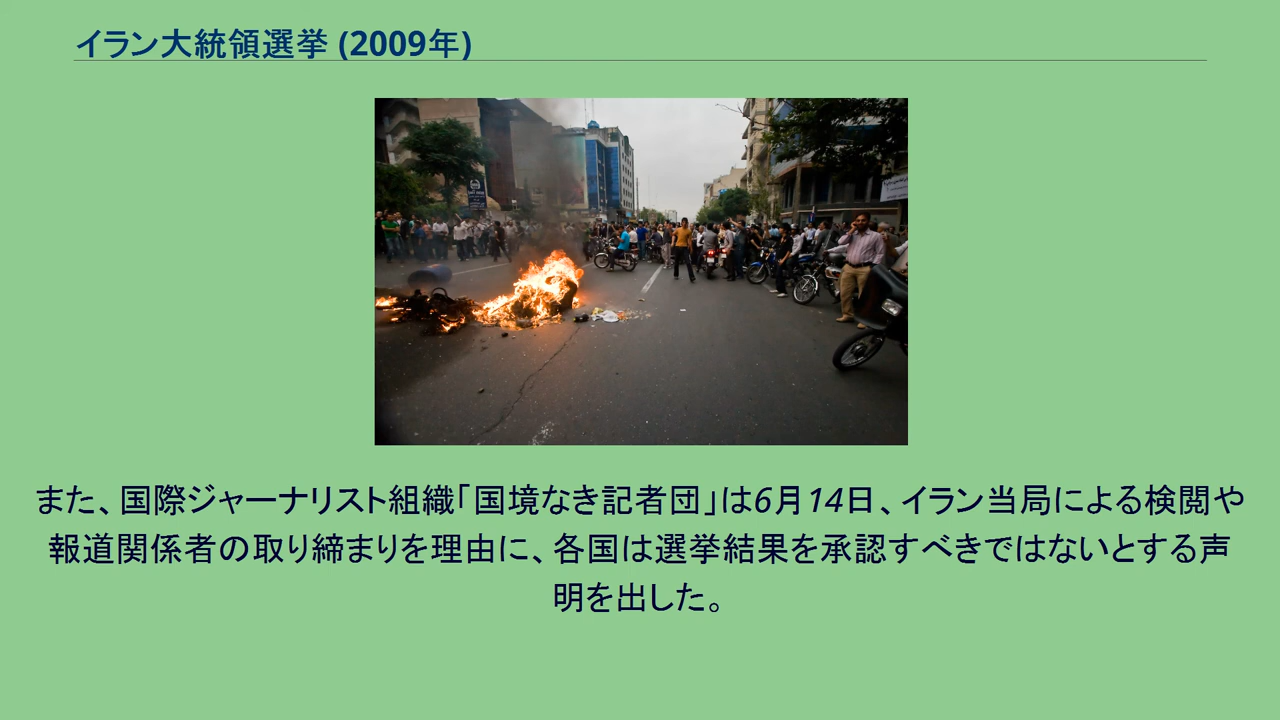 イラン大統領選挙 (2009年)
また、国際ジャーナリスト組織「国境なき記者団」は6月14日、イラン当局による検閲や
報道関係者の取り締まりを理由に、各国は選挙結果を承認すべきではないとする声
明を出した。